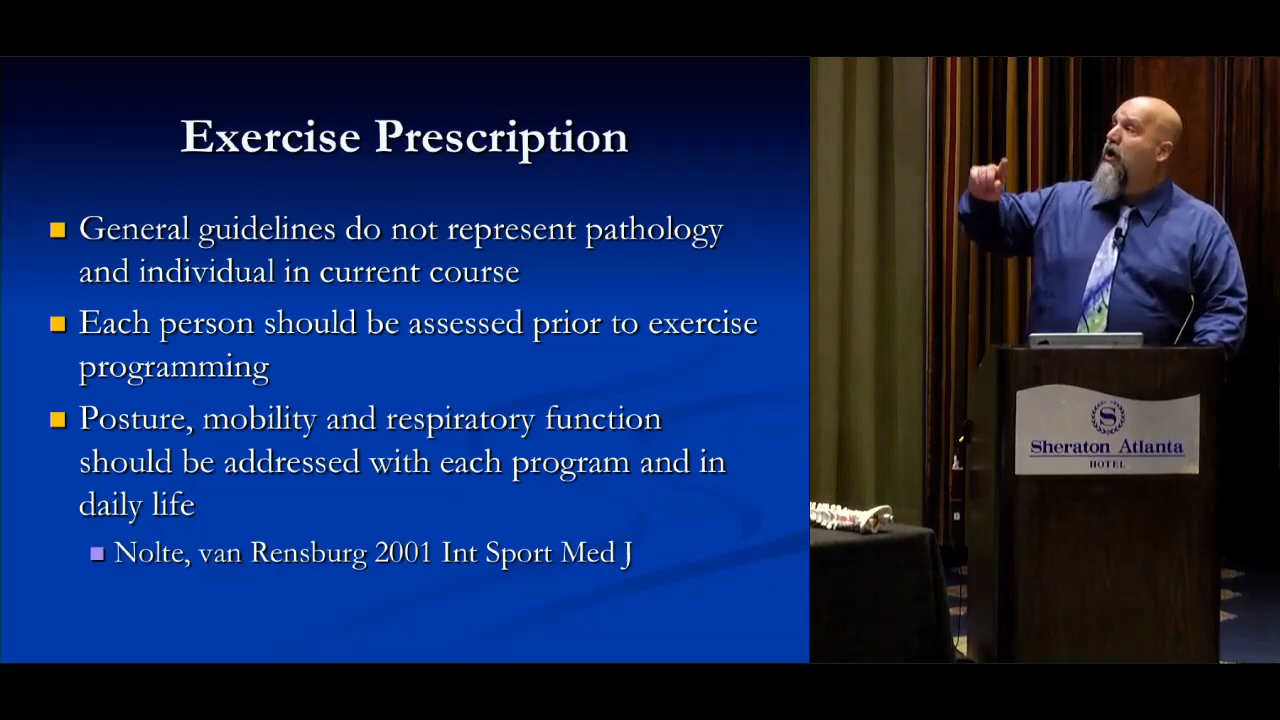 Exercise Prescription
General guidelines do not represent pathology
and individual in current course
Each person should be assessed prior to exercise
programming
Posture, mobility and respiratory function
should be addressed with each program and in
daily life
Nolte, van Rensburg 2001 Int Sport Med J
S
Sheraton Atlanta
HOTEL